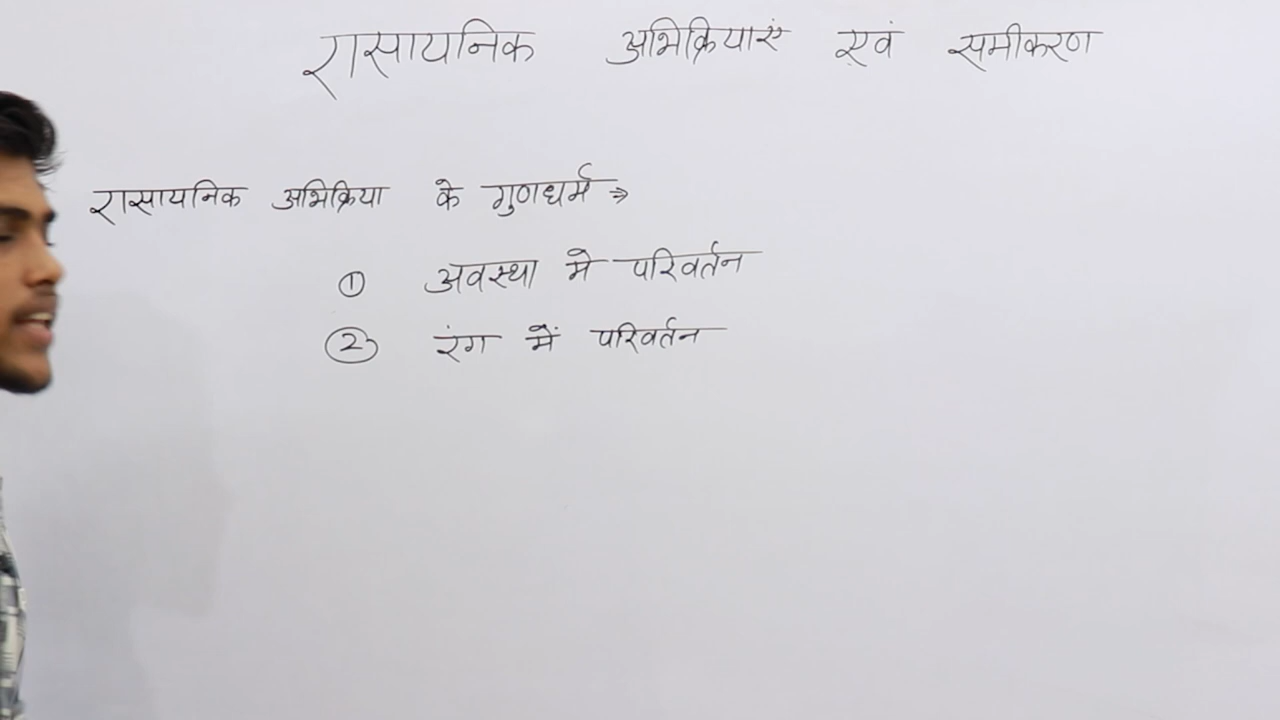 रासायनिक अभिक्रियाएं एवं समीकरण
रासायनिक अभिक्रिया के गुणधर्म ⇒
① अवस्था मे परिवर्तन
② रंग में परिवर्तन